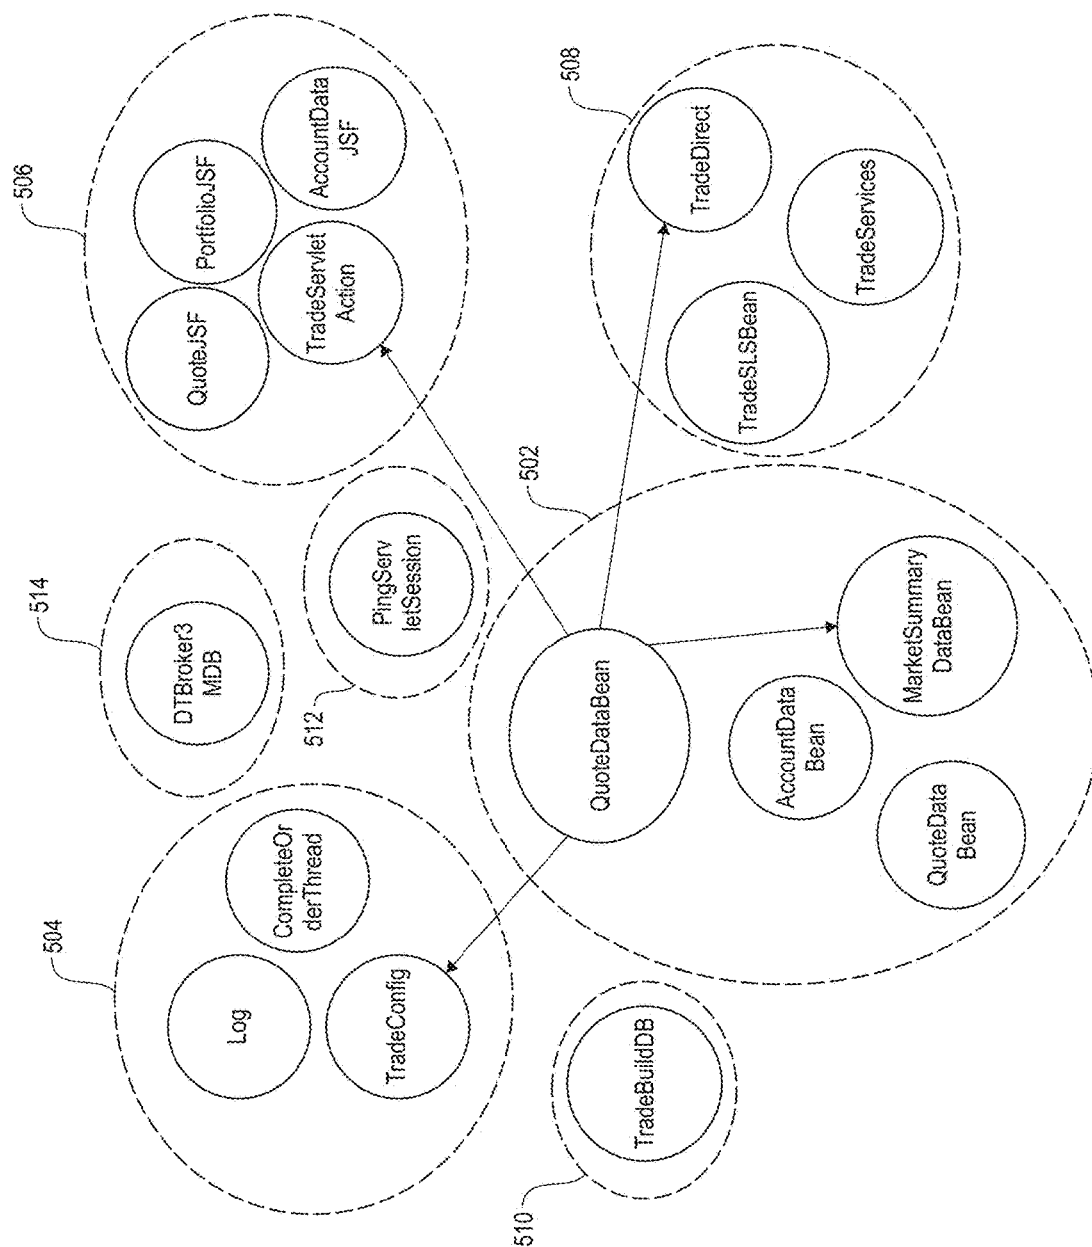 504
Log
CompleteOr
derThread
TradeConfig
514
DTBroker3
MDB
506
QuoteJSF
PortfolioJSF
TradeServlet
Action
AccountData
JSF
512
PingServ
letSession
510
TradeBuildDB
502
QuoteDataBean
AccountData
Bean
QuoteData
Bean
MarketSummary
DataBean
508
TradeSLSBean
TradeDirect
TradeServices